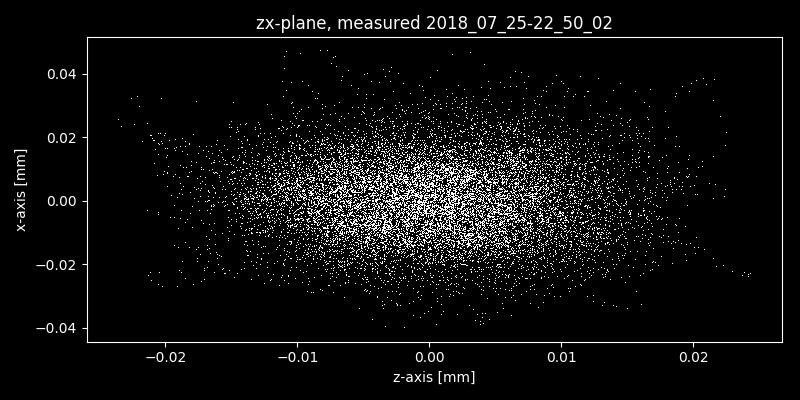 zx-plane, measured 2018_07_25-22_50_02
0.04
0.02
0.00
−0.02
−0.04
x-axis [mm]
−0.02 −0.01 0.00 0.01 0.02
z-axis [mm]